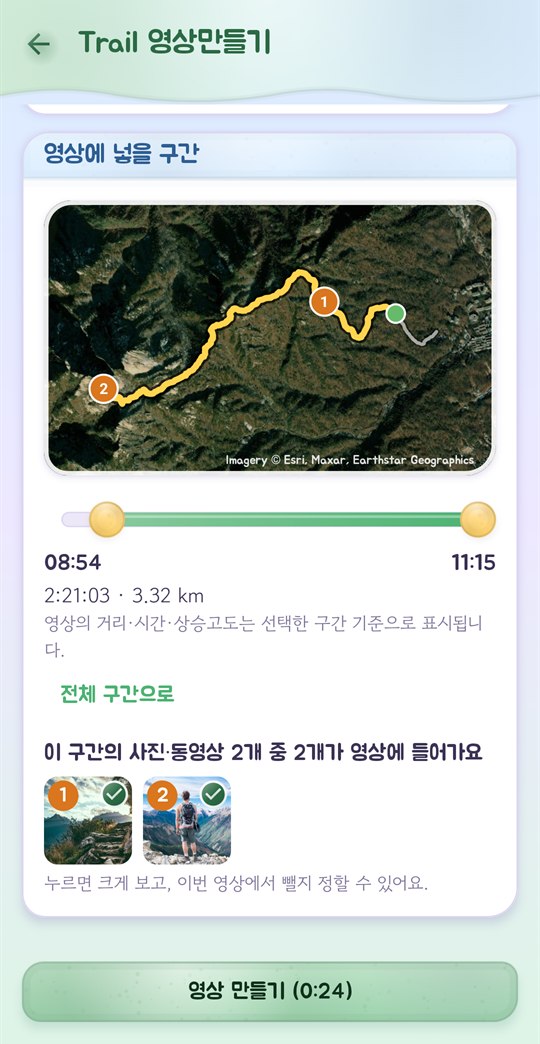 Trail 영상만들기
영상에 넣을 구간
1
2
Imagery © Esri, Maxar, Earthstar Geographics
08:54 11:15
2:21:03 · 3.32 km
영상의 거리·시간·상승고도는 선택한 구간 기준으로 표시됩니
다.
전체 구간으로
이 구간의 사진·동영상 2개 중 2개가 영상에 들어가요
1 2
누르면 크게 보고, 이번 영상에서 뺄지 정할 수 있어요.
영상 만들기 (0:24)